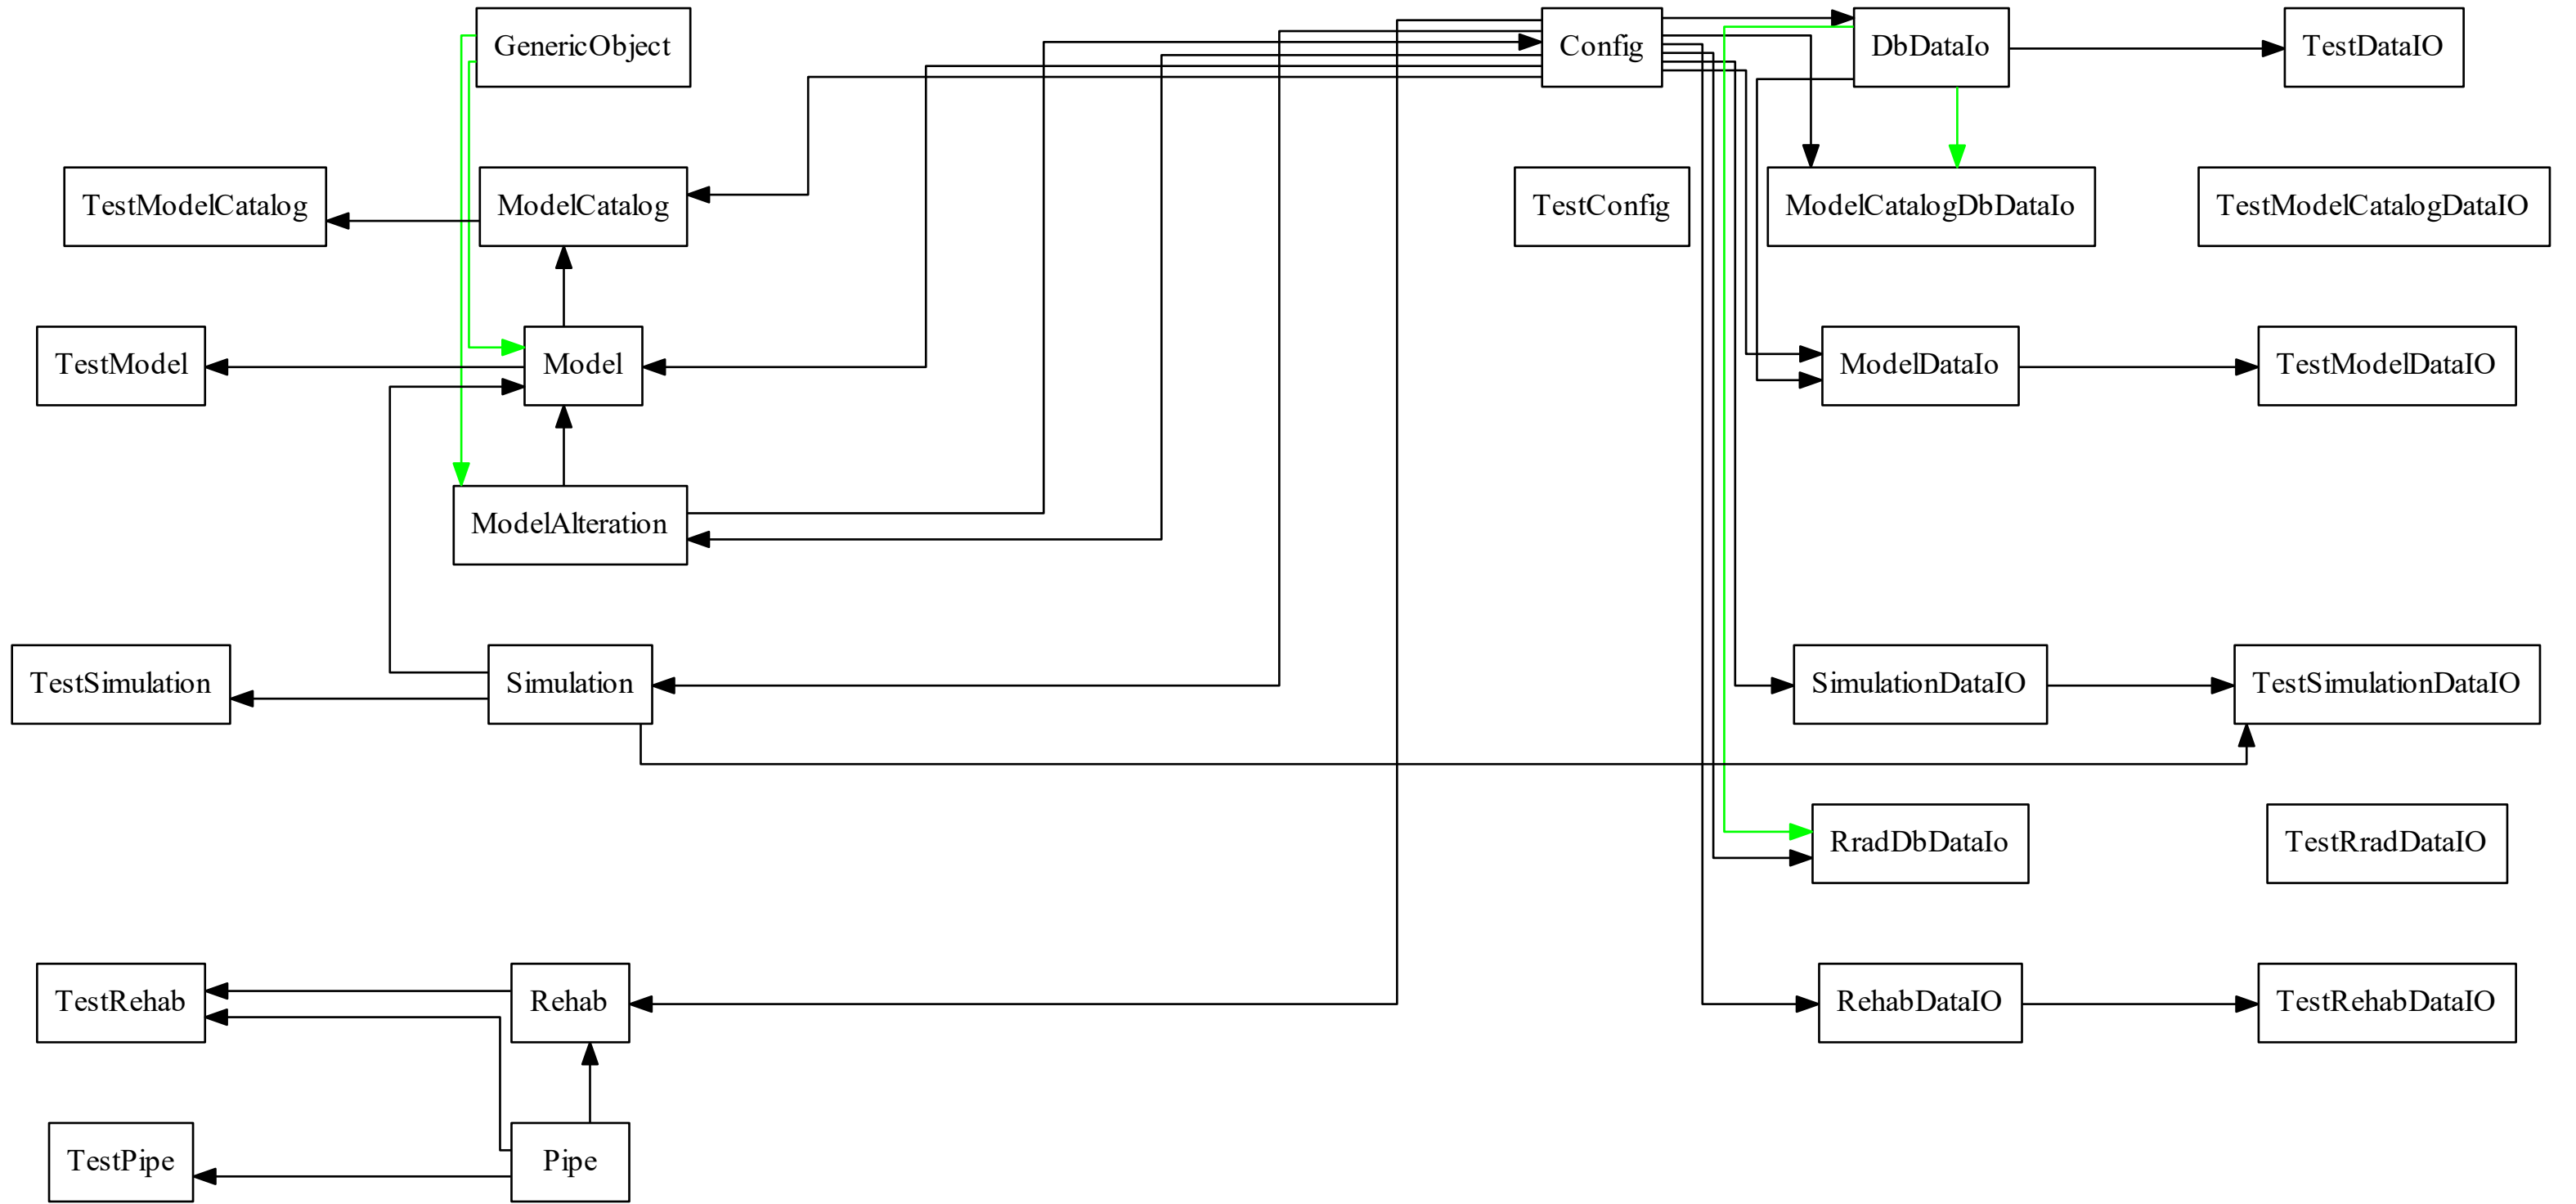 GenericObject
Config
DbDataIo
TestDataIO
TestModelCatalog
ModelCatalog
TestConfig
ModelCatalogDbDataIo
TestModelCatalogDataIO
TestModel
Model
ModelDataIo
TestModelDataIO
ModelAlteration
TestSimulation
Simulation
SimulationDataIO
TestSimulationDataIO
RradDbDataIo
TestRradDataIO
TestRehab
Rehab
RehabDataIO
TestRehabDataIO
TestPipe
Pipe